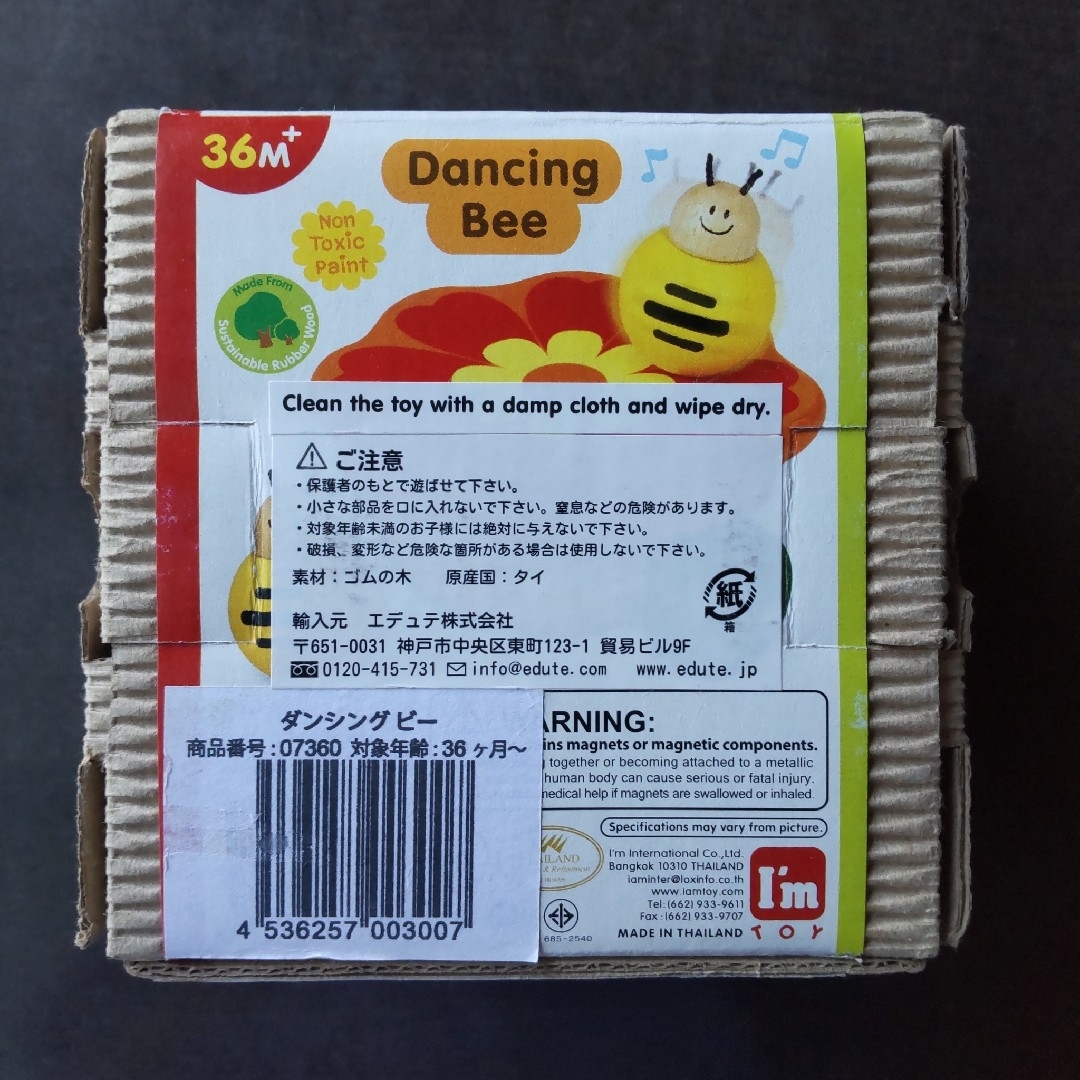 36M+
Dancing
Bee
Non
Toxic
Paint
Made From
Sustainable Rubber Wood
Clean the toy with a damp cloth and wipe dry.
⚠ ご注意
・保護者のもとで遊ばせて下さい。
・小さな部品を口に入れないで下さい。窒息などの危険があります。
・対象年齢未満のお子様には絶対に与えないで下さい。
・破損、変形など危険な箇所がある場合は使用しないで下さい。
素材：ゴムの木 原産国：タイ
紙
箱
輸入元 エデュテ株式会社
〒651-0031 神戸市中央区東町123-1 貿易ビル9F
0120-415-731 info@edute.com www.edute.jp
ダンシングビー
商品番号:07360 対象年齢:36ヶ月〜
4 536257 003007
ARNING:
ins magnets or magnetic components.
together or becoming attached to a metallic
human body can cause serious or fatal injury.
medical help if magnets are swallowed or inhaled.
Specifications may vary from picture.
AILAND
I'm International Co.,Ltd.
Bangkok 10310 THAILAND
iaminter@loxinfo.co.th
www.iamtoy.com
Tel:(662) 933-9611
Fax:(662) 933-9707
MADE IN THAILAND
685-2540
I'm
TOY